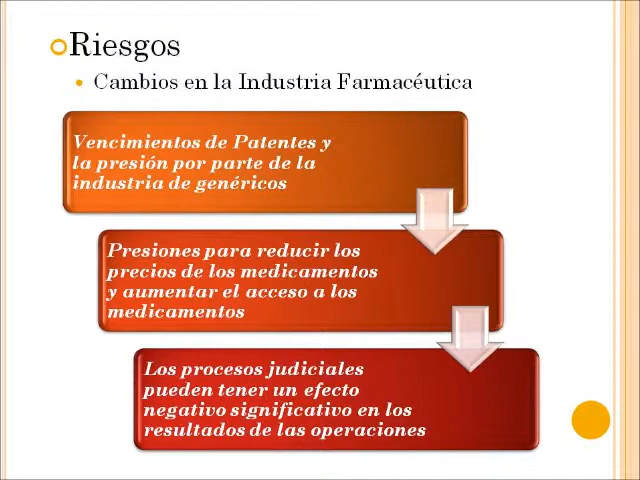 Riesgos
Cambios en la Industria Farmacéutica
Vencimientos de Patentes y
la presión por parte de la
industria de genéricos
Presiones para reducir los
precios de los medicamentos
y aumentar el acceso a los
medicamentos
Los procesos judiciales
pueden tener un efecto
negativo significativo en los
resultados de las operaciones